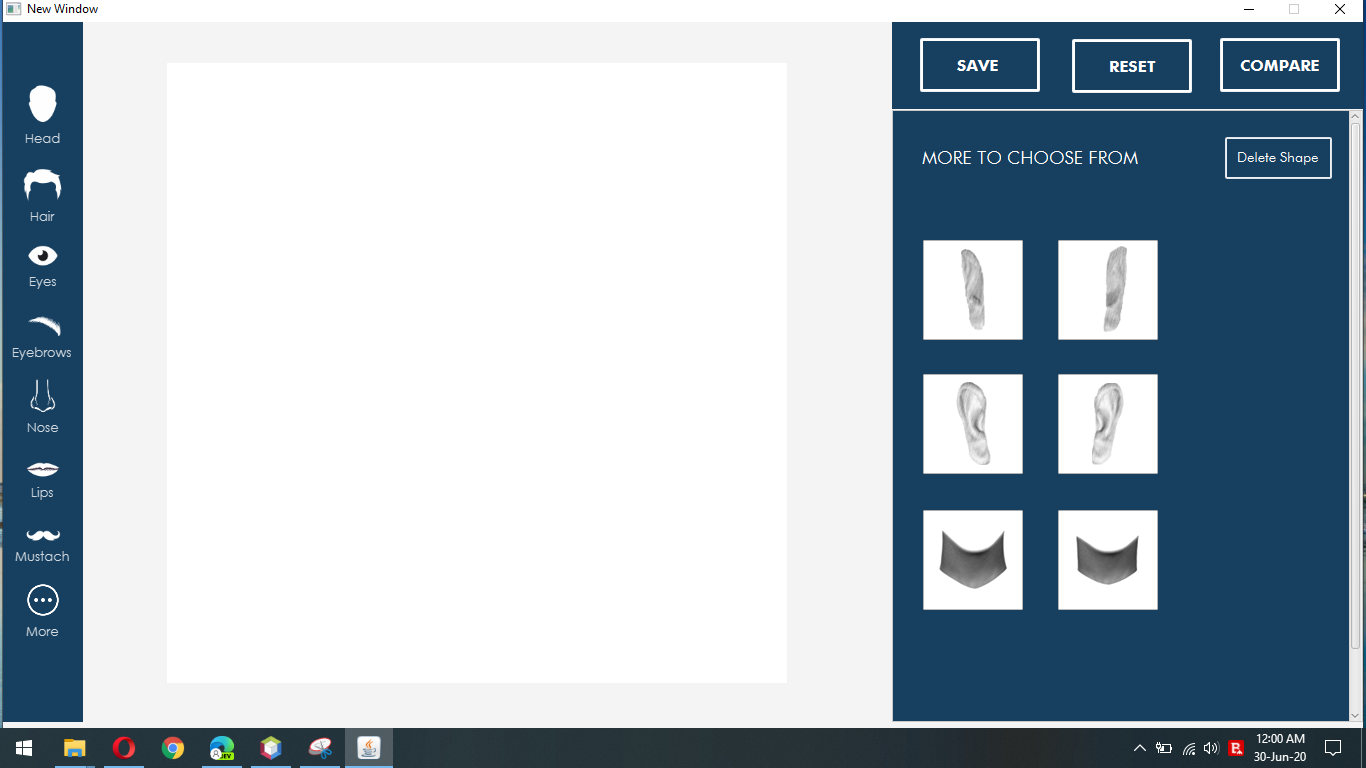 New Window
SAVE
RESET
COMPARE
Head
Hair
Eyes
Eyebrows
Nose
Lips
Mustach
More
MORE TO CHOOSE FROM
Delete Shape
JEV
12:00 AM
30-Jun-20